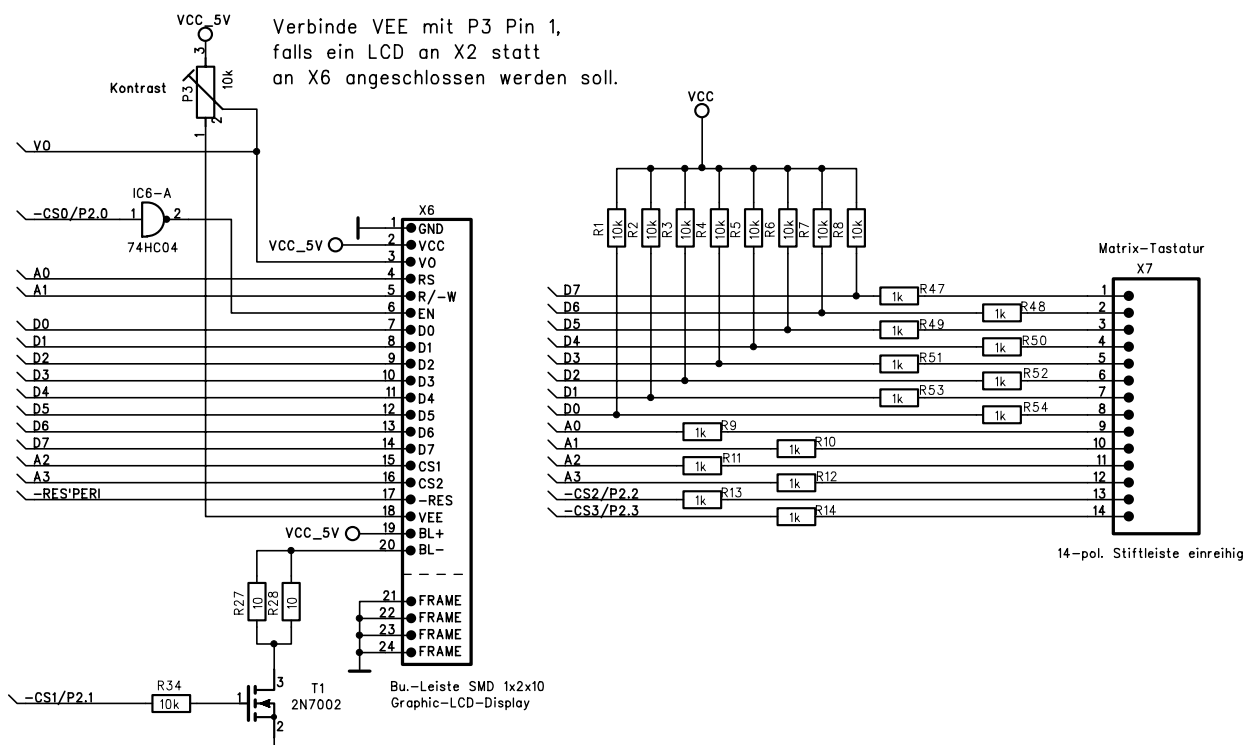 VCC_5V
Verbinde VEE mit P3 Pin 1,
falls ein LCD an X2 statt
an X6 angeschlossen werden soll.
3
Kontrast
P3
10k
1
2
VO
IC6-A
-CS0/P2.0
1
2
74HC04
X6
1 GND
VCC_5V 2 VCC
3 VO
A0 4 RS
A1 5 R/-W
6 EN
D0 7 D0
D1 8 D1
D2 9 D2
D3 10 D3
D4 11 D4
D5 12 D5
D6 13 D6
D7 14 D7
A2 15 CS1
A3 16 CS2
-RES'PERI 17 -RES
18 VEE
VCC_5V 19 BL+
20 BL-
R27 10
R28 10
21 FRAME
22 FRAME
23 FRAME
24 FRAME
Bu.-Leiste SMD 1x2x10
Graphic-LCD-Display
-CS1/P2.1
R34
10k
1
3
2
T1
2N7002
VCC
R1 10k
R2 10k
R3 10k
R4 10k
R5 10k
R6 10k
R7 10k
R8 10k
Matrix-Tastatur
X7
D7 1k R47 1
D6 1k R48 2
D5 1k R49 3
D4 1k R50 4
D3 1k R51 5
D2 1k R52 6
D1 1k R53 7
D0 1k R54 8
A0 1k R9 9
A1 1k R10 10
A2 1k R11 11
A3 1k R12 12
-CS2/P2.2 1k R13 13
-CS3/P2.3 1k R14 14
14-pol. Stiftleiste einreihig